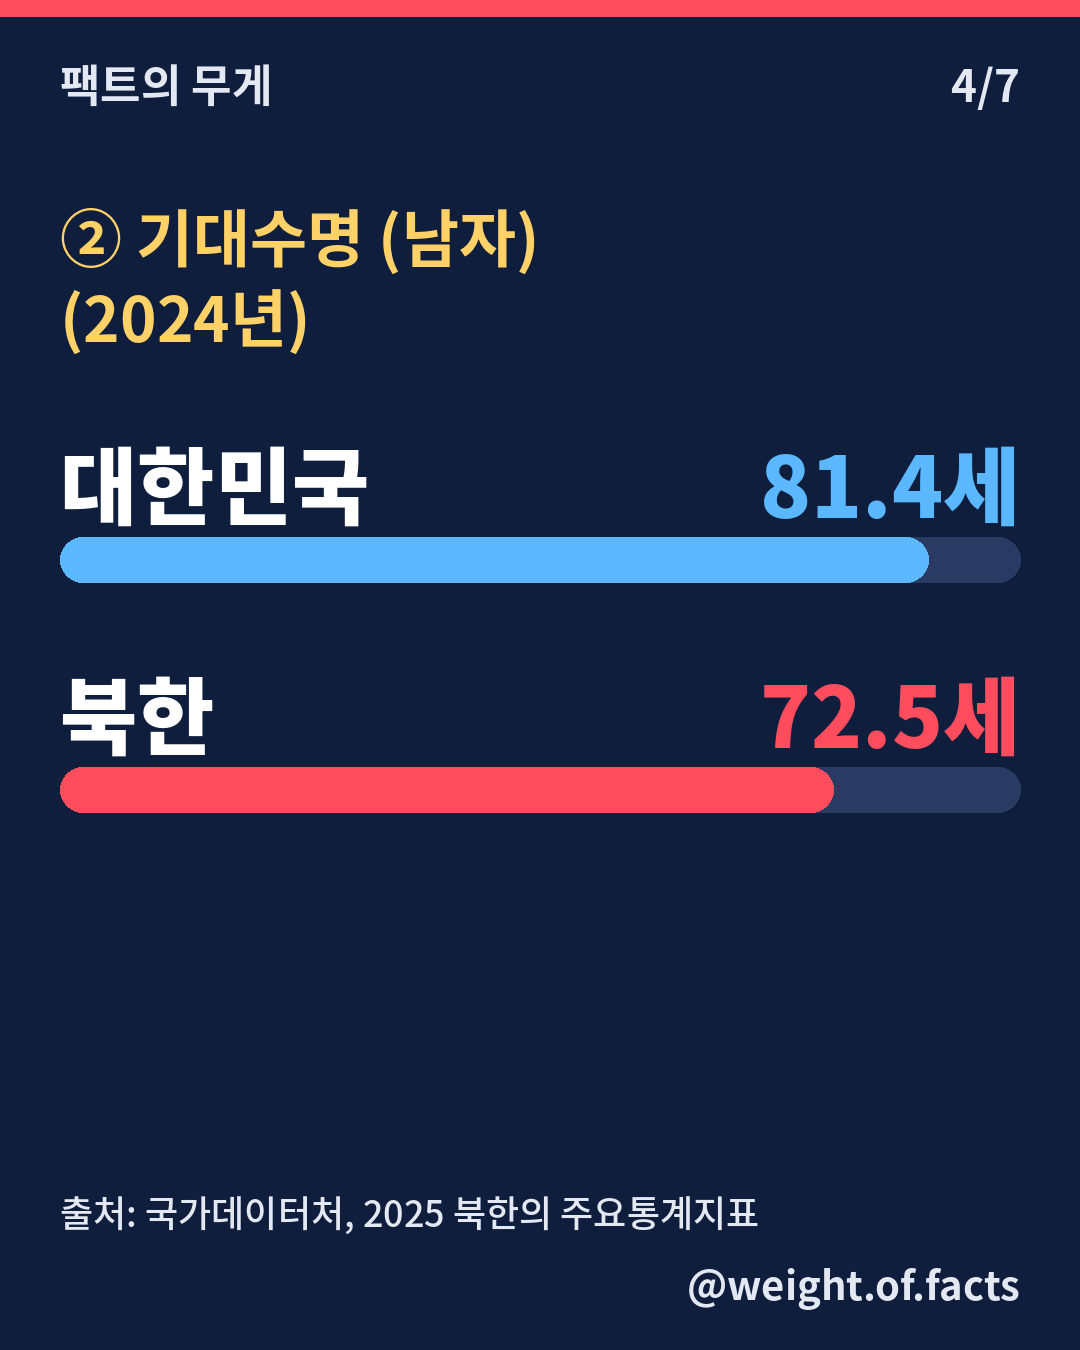 팩트의 무게
4/7
② 기대수명 (남자)
(2024년)
대한민국
81.4세
북한
72.5세
출처: 국가데이터처, 2025 북한의 주요통계지표
@weight.of.facts